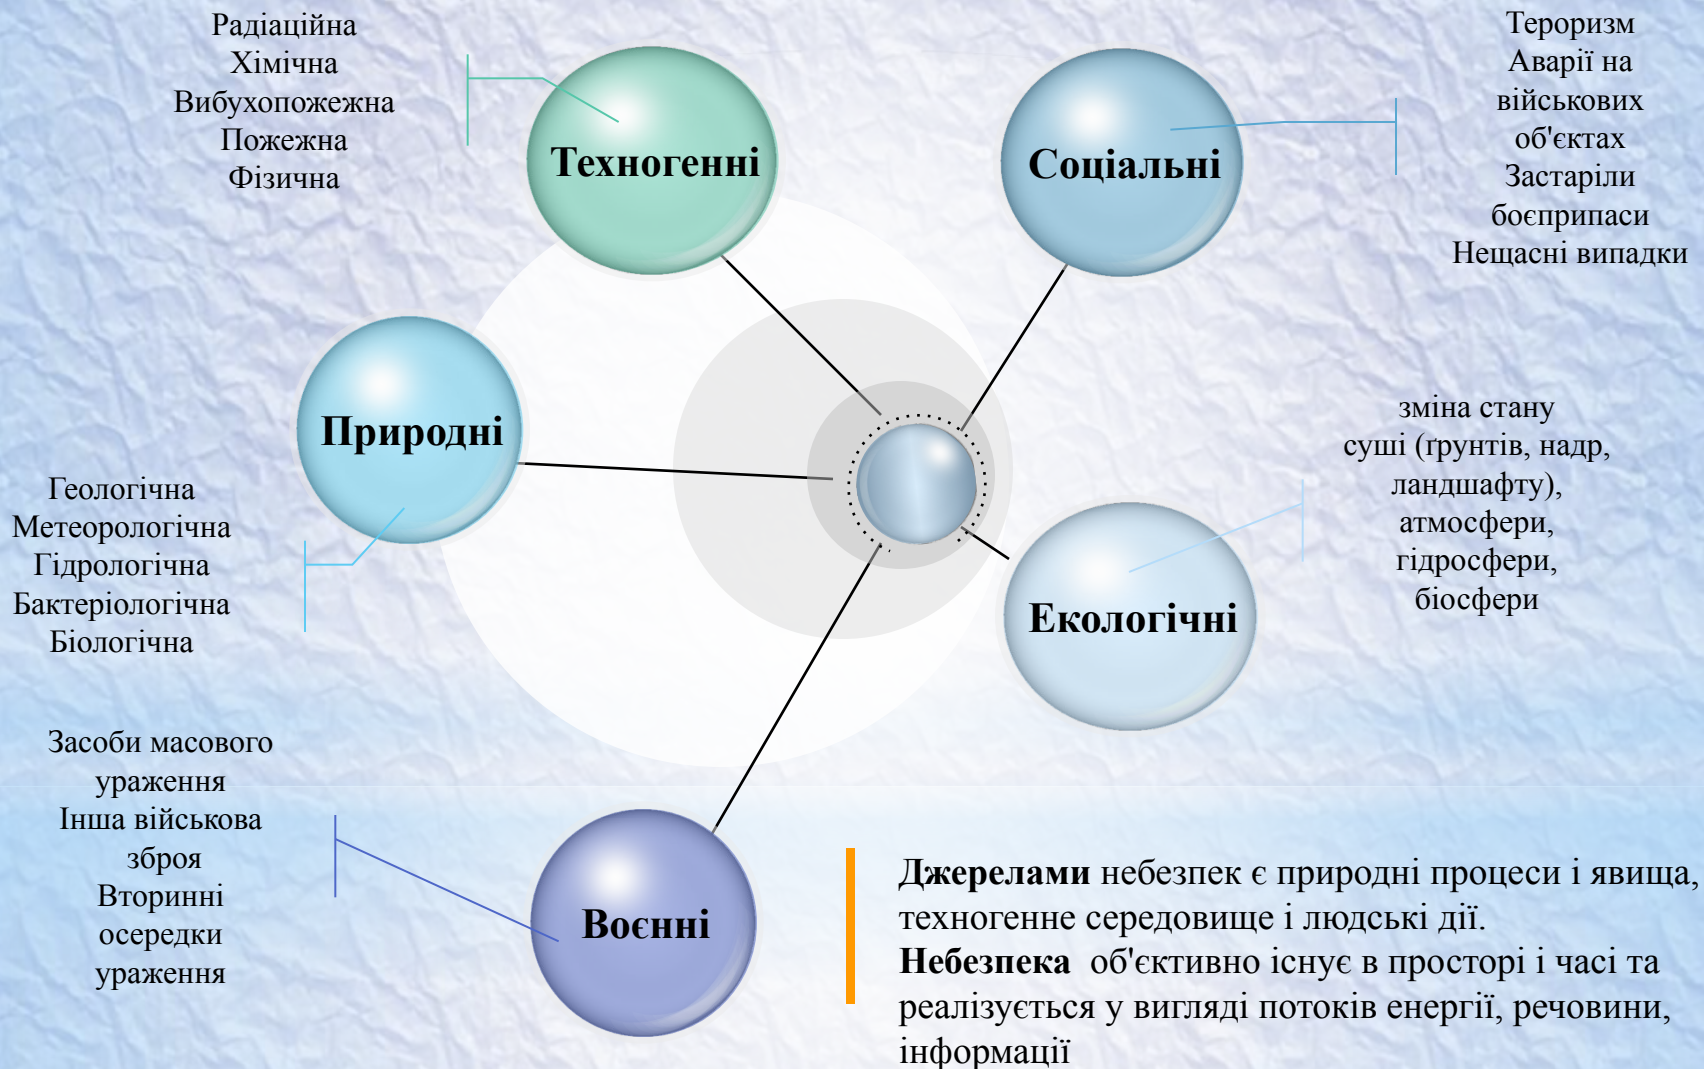 Радіаційна
Хімічна
Вибухопожежна
Пожежна
Фізична
Техногенні
Соціальні
Тероризм
Аварії на
військових
об'єктах
Застаріли
боєприпаси
Нещасні випадки
Природні
Геологічна
Метеорологічна
Гідрологічна
Бактеріологічна
Біологічна
зміна стану
суші (ґрунтів, надр,
ландшафту),
атмосфери,
гідросфери,
біосфери
Екологічні
Засоби масового
ураження
Інша військова
зброя
Вторинні
осередки
ураження
Воєнні
Джерелами небезпек є природні процеси і явища,
техногенне середовище і людські дії.
Небезпека об'єктивно існує в просторі і часі та
реалізується у вигляді потоків енергії, речовини,
інформації